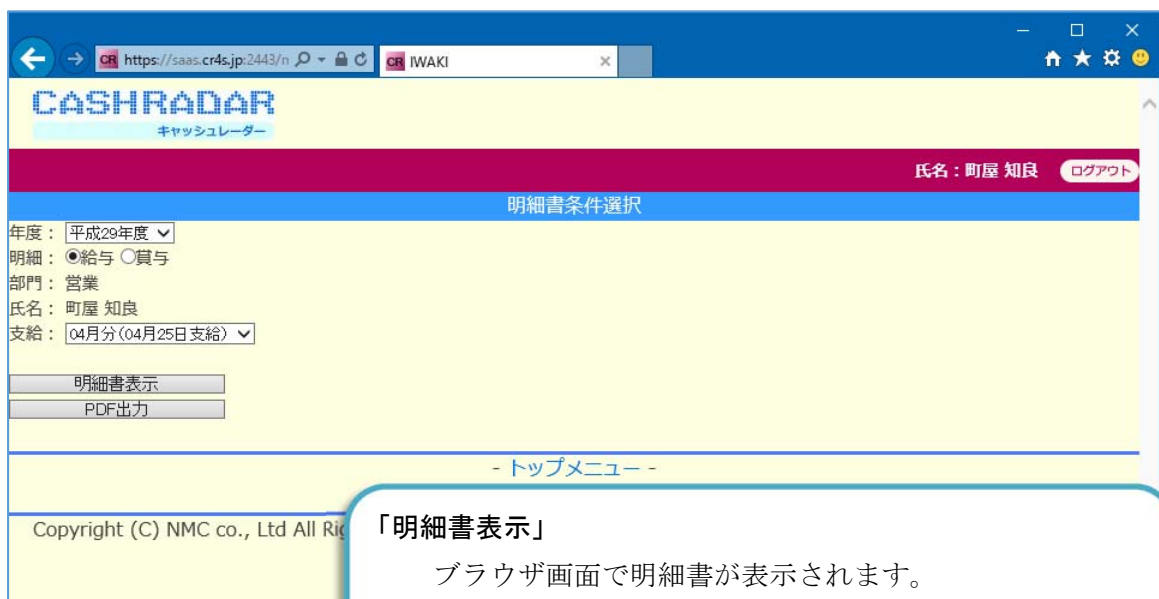 https://saas.cr4s.jp:2443/n
CR IWAKI
CASHRADAR
キャッシュレーダー
氏名：町屋 知良 ログアウト
明細書条件選択
年度： 平成29年度
明細： 給与 賞与
部門： 営業
氏名： 町屋 知良
支給： 04月分(04月25日支給)
明細書表示
PDF出力
- トップメニュー -
Copyright (C) NMC co., Ltd All
「明細書表示」
ブラウザ画面で明細書が表示されます。